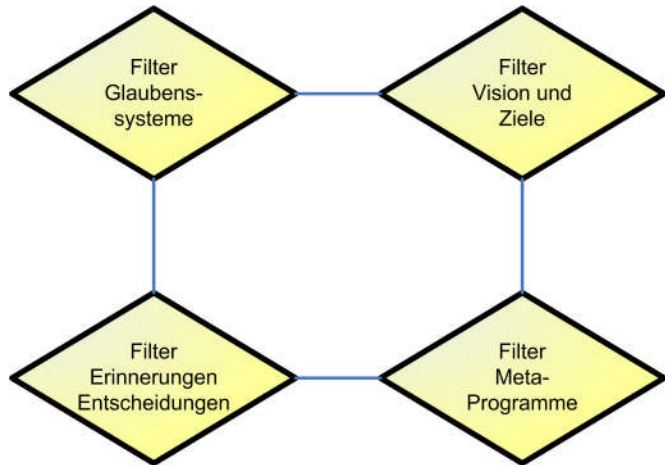 Filter
Glaubens-
systeme
Filter
Vision und
Ziele
Filter
Erinnerungen
Entscheidungen
Filter
Meta-
Programme